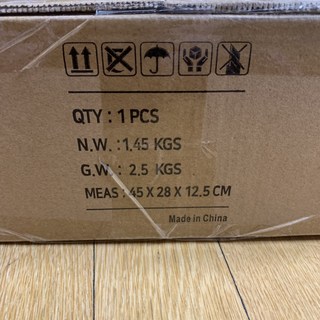 QTY : 1 PCS
N.W. : 1.45 KGS
G.W. : 2.5 KGS
MEAS : 45 X 28 X 12.5 CM
Made in China